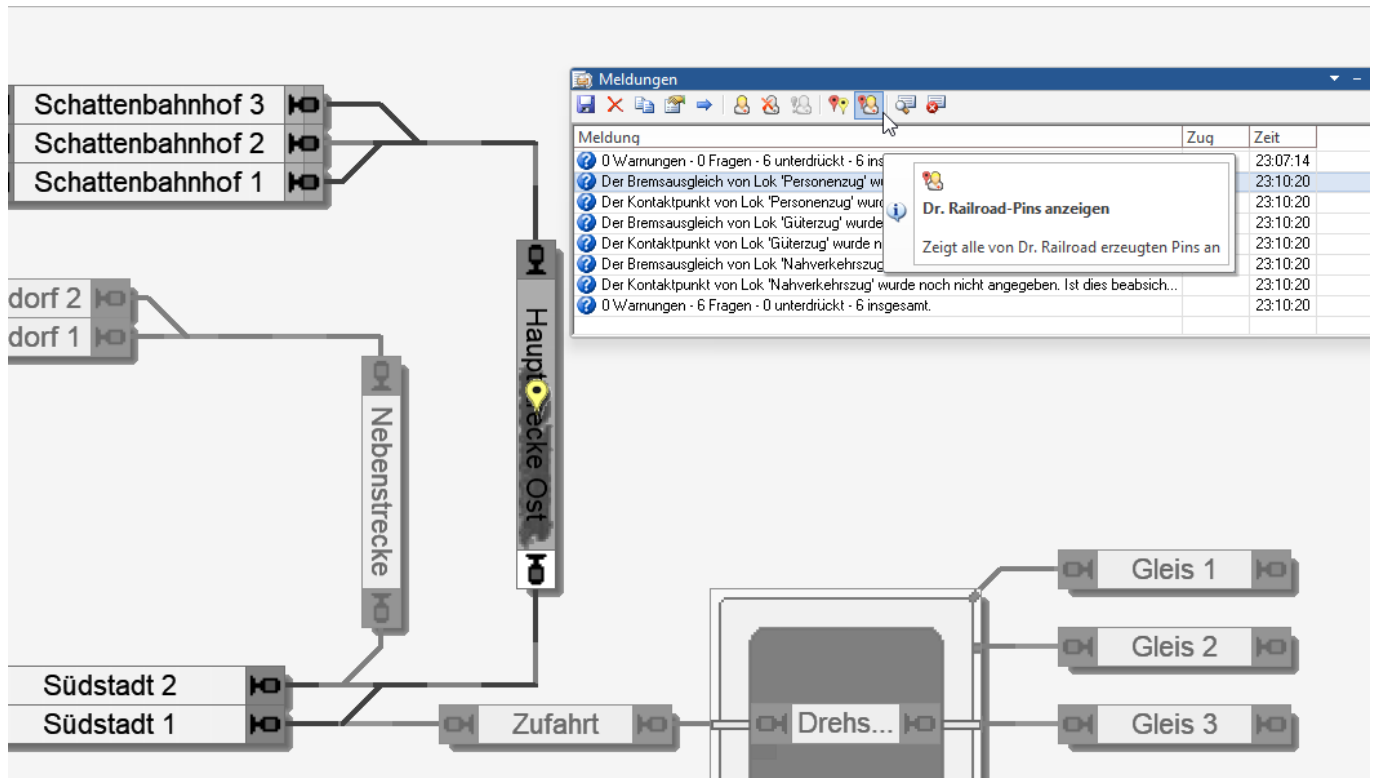 Meldungen
Meldung Zug Zeit
0 Warnungen - 0 Fragen - 6 unterdrückt - 6 ins 23:07:14
Der Bremsausgleich von Lok 'Personenzug' 23:10:20
Der Kontaktpunkt von Lok 'Personenzug' wurd 23:10:20
Der Bremsausgleich von Lok 'Güterzug' wurde 23:10:20
Der Kontaktpunkt von Lok 'Güterzug' wurde n 23:10:20
Der Bremsausgleich von Lok 'Nahverkehrszug 23:10:20
Der Kontaktpunkt von Lok 'Nahverkehrszug' wurde noch nicht angegeben. Ist dies beabsich... 23:10:20
0 Warnungen - 6 Fragen - 0 unterdrückt - 6 insgesamt. 23:10:20
Dr. Railroad-Pins anzeigen
Zeigt alle von Dr. Railroad erzeugten Pins an
Schattenbahnhof 3
Schattenbahnhof 2
Schattenbahnhof 1
dorf 2
dorf 1
Nebenstrecke
Haupt recke Ost
Südstadt 2
Südstadt 1
Zufahrt
Drehs...
Gleis 1
Gleis 2
Gleis 3